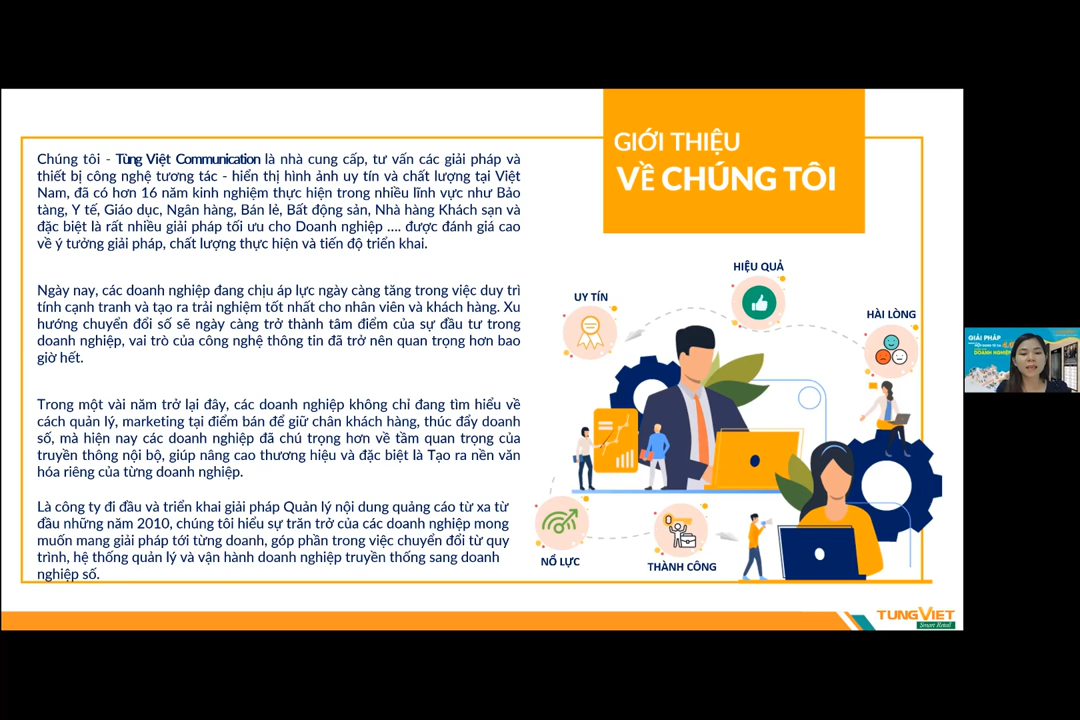 GIỚI THIỆU
VỀ CHÚNG TÔI
Chúng tôi - Tùng Việt Communication là nhà cung cấp, tư vấn các giải pháp và
thiết bị công nghệ tương tác - hiển thị hình ảnh uy tín và chất lượng tại Việt
Nam, đã có hơn 16 năm kinh nghiệm thực hiện trong nhiều lĩnh vực như Bảo
tàng, Y tế, Giáo dục, Ngân hàng, Bán lẻ, Bất động sản, Nhà hàng Khách sạn và
đặc biệt là rất nhiều giải pháp tối ưu cho Doanh nghiệp .... được đánh giá cao
về ý tưởng giải pháp, chất lượng thực hiện và tiến độ triển khai.
Ngày nay, các doanh nghiệp đang chịu áp lực ngày càng tăng trong việc duy trì
tính cạnh tranh và tạo ra trải nghiệm tốt nhất cho nhân viên và khách hàng. Xu
hướng chuyển đổi số sẽ ngày càng trở thành tâm điểm của sự đầu tư trong
doanh nghiệp, vai trò của công nghệ thông tin đã trở nên quan trọng hơn bao
giờ hết.
Trong một vài năm trở lại đây, các doanh nghiệp không chỉ đang tìm hiểu về
cách quản lý, marketing tại điểm bán để giữ chân khách hàng, thúc đẩy doanh
số, mà hiện nay các doanh nghiệp đã chú trọng hơn về tầm quan trọng của
truyền thông nội bộ, giúp nâng cao thương hiệu và đặc biệt là Tạo ra nền văn
hóa riêng của từng doanh nghiệp.
Là công ty đi đầu và triển khai giải pháp Quản lý nội dung quảng cáo từ xa từ
đầu những năm 2010, chúng tôi hiểu sự trăn trở của các doanh nghiệp mong
muốn mang giải pháp tới từng doanh, góp phần trong việc chuyển đổi từ quy
trình, hệ thống quản lý và vận hành doanh nghiệp truyền thống sang doanh
nghiệp số.
HIỆU QUẢ
UY TÍN
HÀI LÒNG
NỔ LỰC
THÀNH CÔNG
TUNGVIET
Smart Retail
GIẢI PHÁP
DOANH NGHIỆP